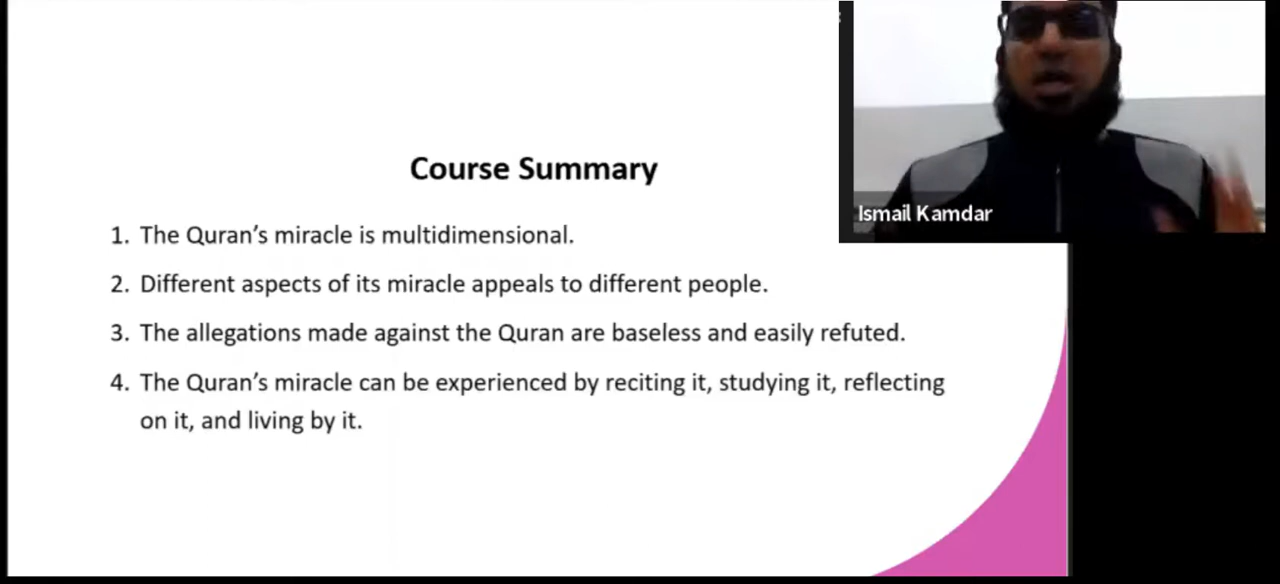 Course Summary
1. The Quran’s miracle is multidimensional.
2. Different aspects of its miracle appeals to different people.
3. The allegations made against the Quran are baseless and easily refuted.
4. The Quran’s miracle can be experienced by reciting it, studying it, reflecting
on it, and living by it.
Ismail Kamdar